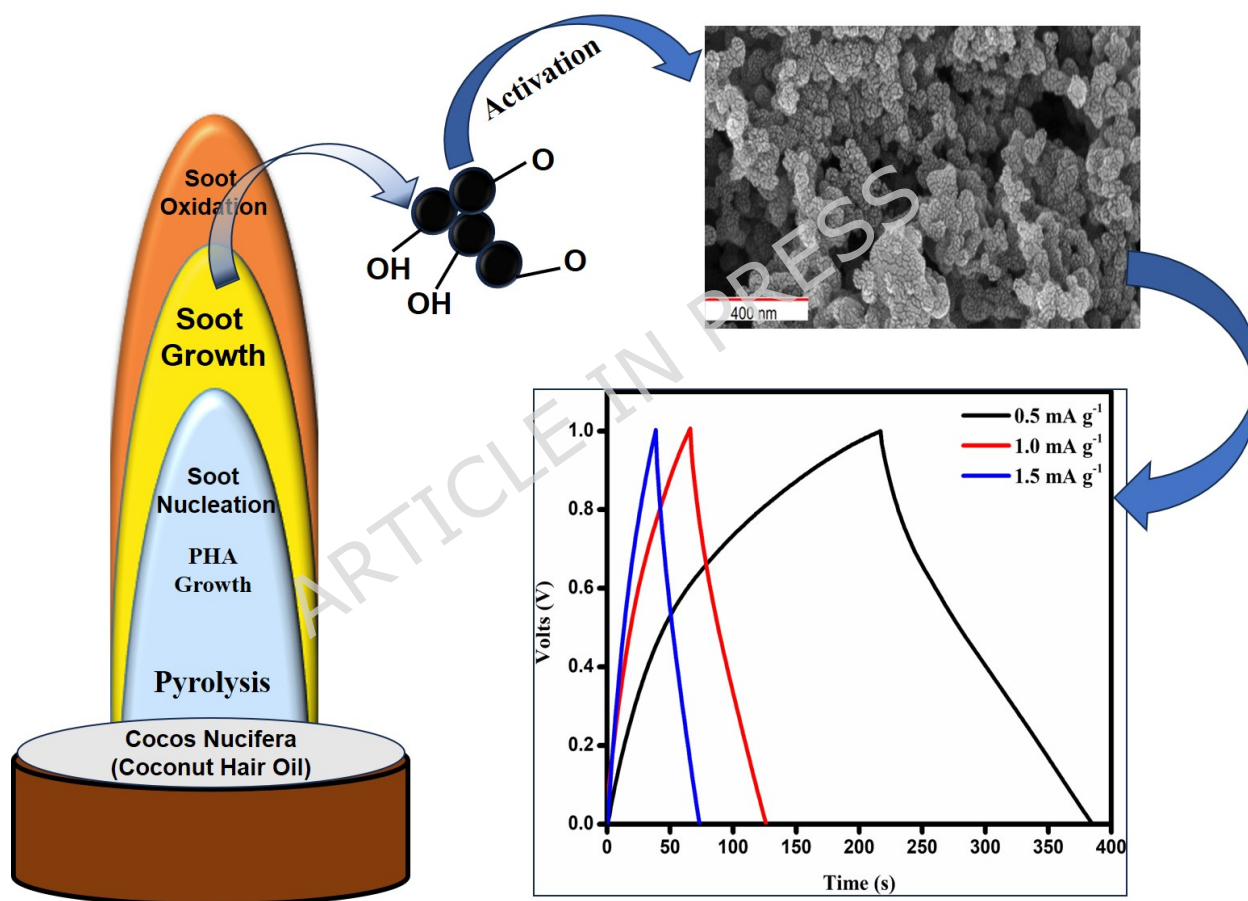 Soot
Oxidation
Soot
Growth
Soot
Nucleation
PHA
Growth
Pyrolysis
Cocos Nucifera
(Coconut Hair Oil)
Activation
O
OH
OH
O
400 nm
ARTICLE IN PRESS
0.5 mA g⁻¹
1.0 mA g⁻¹
1.5 mA g⁻¹
Volts (V)
1.0
0.8
0.6
0.4
0.2
0.0
0 50 100 150 200 250 300 350 400
Time (s)